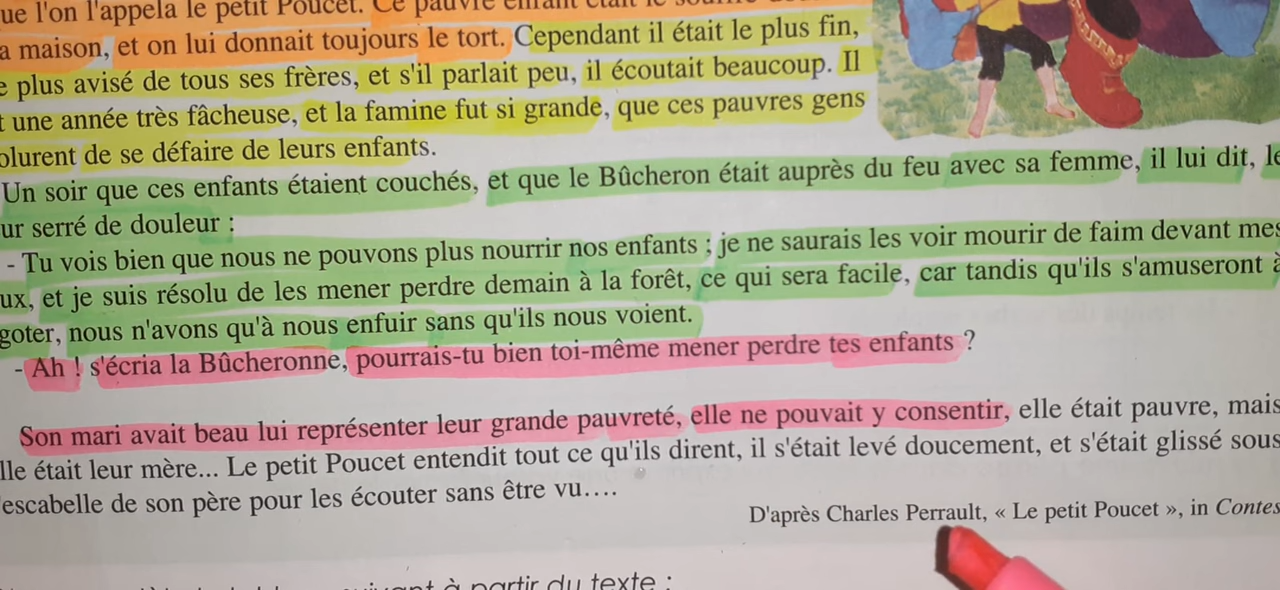 ue l'on l'appela le petit Poucet. Ce pauvre enfant était le
a maison, et on lui donnait toujours le tort. Cependant il était le plus fin,
e plus avisé de tous ses frères, et s'il parlait peu, il écoutait beaucoup. Il
t une année très fâcheuse, et la famine fut si grande, que ces pauvres gens
olurent de se défaire de leurs enfants.
Un soir que ces enfants étaient couchés, et que le Bûcheron était auprès du feu avec sa femme, il lui dit, le
ur serré de douleur :
- Tu vois bien que nous ne pouvons plus nourrir nos enfants ; je ne saurais les voir mourir de faim devant mes
ux, et je suis résolu de les mener perdre demain à la forêt, ce qui sera facile, car tandis qu'ils s'amuseront à
goter, nous n'avons qu'à nous enfuir sans qu'ils nous voient.
- Ah ! s'écria la Bûcheronne, pourrais-tu bien toi-même mener perdre tes enfants ?
Son mari avait beau lui représenter leur grande pauvreté, elle ne pouvait y consentir, elle était pauvre, mais
lle était leur mère... Le petit Poucet entendit tout ce qu'ils dirent, il s'était levé doucement, et s'était glissé sous
'escabelle de son père pour les écouter sans être vu….
D'après Charles Perrault, « Le petit Poucet », in Contes
à partir du texte :